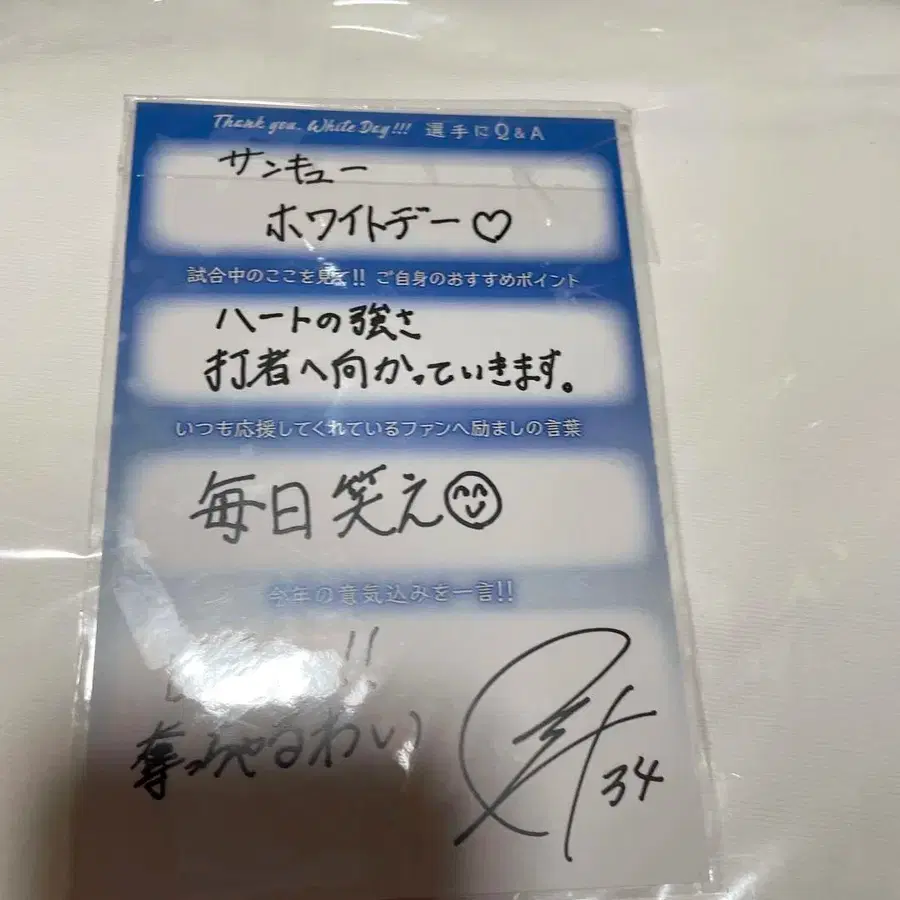 Thank you. White Day!!! 選手にQ&A
サンキュー
ホワイトデー♡
試合中のここを見て!! ご自身のおすすめポイント
ハートの強さ
打者へ向かっていきます。
いつも応援してくれているファンへ励ましの言葉
毎日笑え
今年の意気込みを一言!!
!!
奪ってやるわい
34